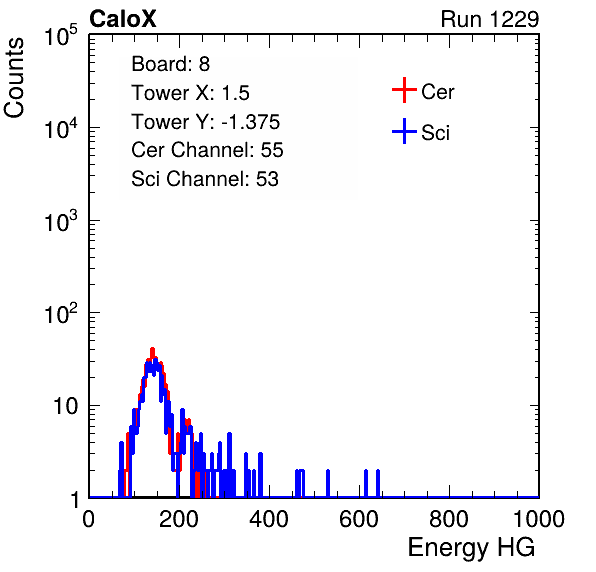 CaloX Run 1229
Counts
10^5
10^4
10^3
10^2
10
1
Board: 8
Tower X: 1.5
Tower Y: -1.375
Cer Channel: 55
Sci Channel: 53
Cer
Sci
0 200 400 600 800 1000
Energy HG